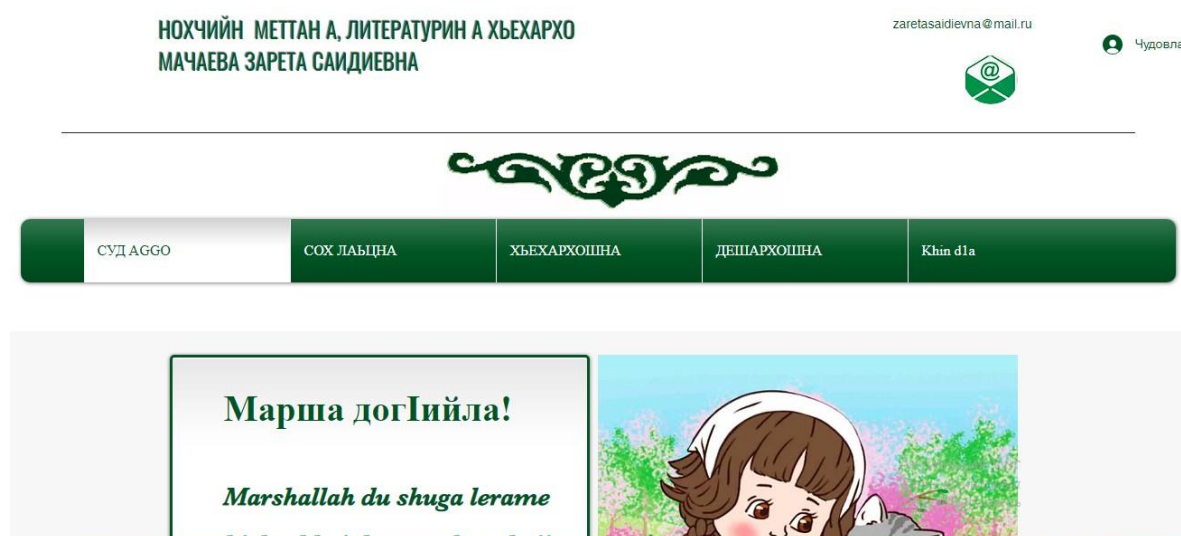 НОХЧИЙН МЕТТАН А, ЛИТЕРАТУРИН А ХЬЕХАРХО
МАЧАЕВА ЗАРЕТА САИДИЕВНА
zaretasaidievna@mail.ru
Чудовла
СУД AGGO
СОХ ЛАЬЦНА
ХЬЕХАРХОШНА
ДЕШАРХОШНА
Khin d1a
Марша догIийла!
Marshallah du shuga lerame